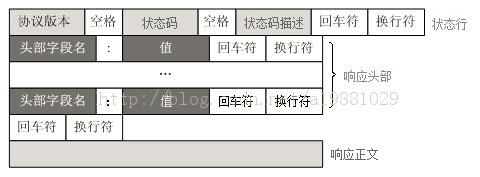 协议版本 空格 状态码 空格 状态码描述 回车符 换行符 状态行
头部字段名 : 值 回车符 换行符
… 响应头部
头部字段名 : 值 回车符 换行符
回车符 换行符
响应正文